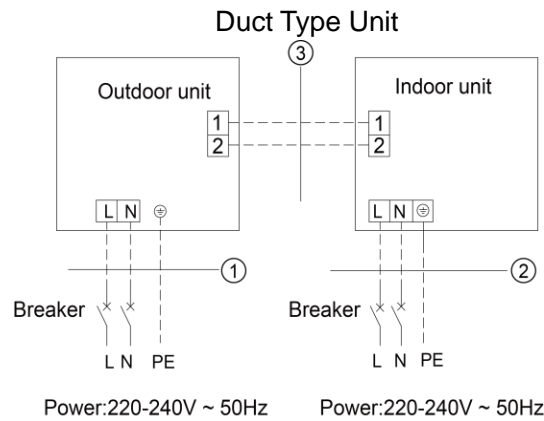 Duct Type Unit
③
Outdoor unit
Indoor unit
1 1
2 2
L N
L N
① ②
Breaker
Breaker
L N PE
L N PE
Power:220-240V ~ 50Hz
Power:220-240V ~ 50Hz